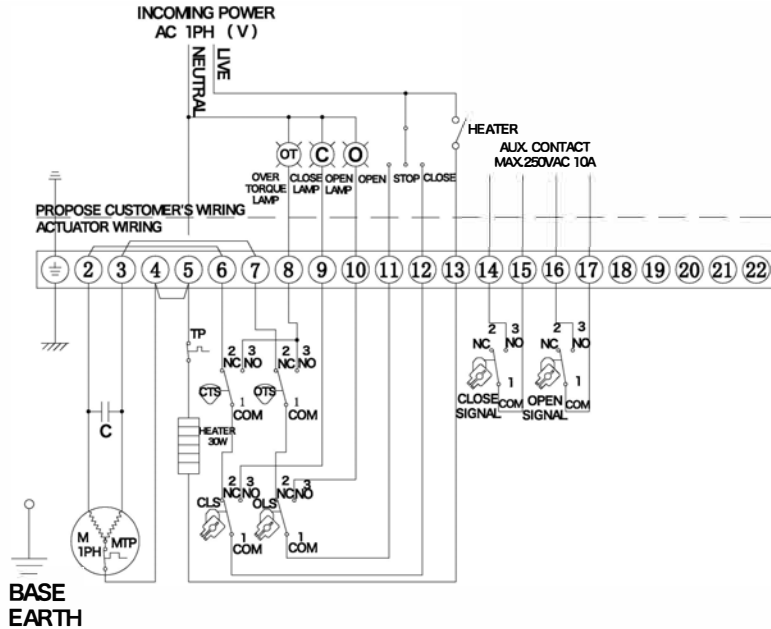 INCOMING POWER
AC 1PH (V)
NEUTRAL
LIVE
HEATER
AUX. CONTACT
MAX.250VAC 10A
OT
C
O
OVER
TORQUE
LAMP
CLOSE
LAMP
OPEN
LAMP
OPEN
STOP
CLOSE
PROPOSE CUSTOMER'S WIRING
ACTUATOR WIRING
2 3 4 5 6 7 8 9 10 11 12 13 14 15 16 17 18 19 20 21 22
TP
2 3
NC NO
2 3
NC NO
CTS
OTS
1
COM
1
COM
HEATER
30W
2 3
NC NO
2 3
NC NO
CLOSE
SIGNAL
1
COM
OPEN
SIGNAL
1
COM
C
2 3
NC NO
2 3
NC NO
CLS
OLS
1
COM
1
COM
M
1PH
MTP
BASE
EARTH